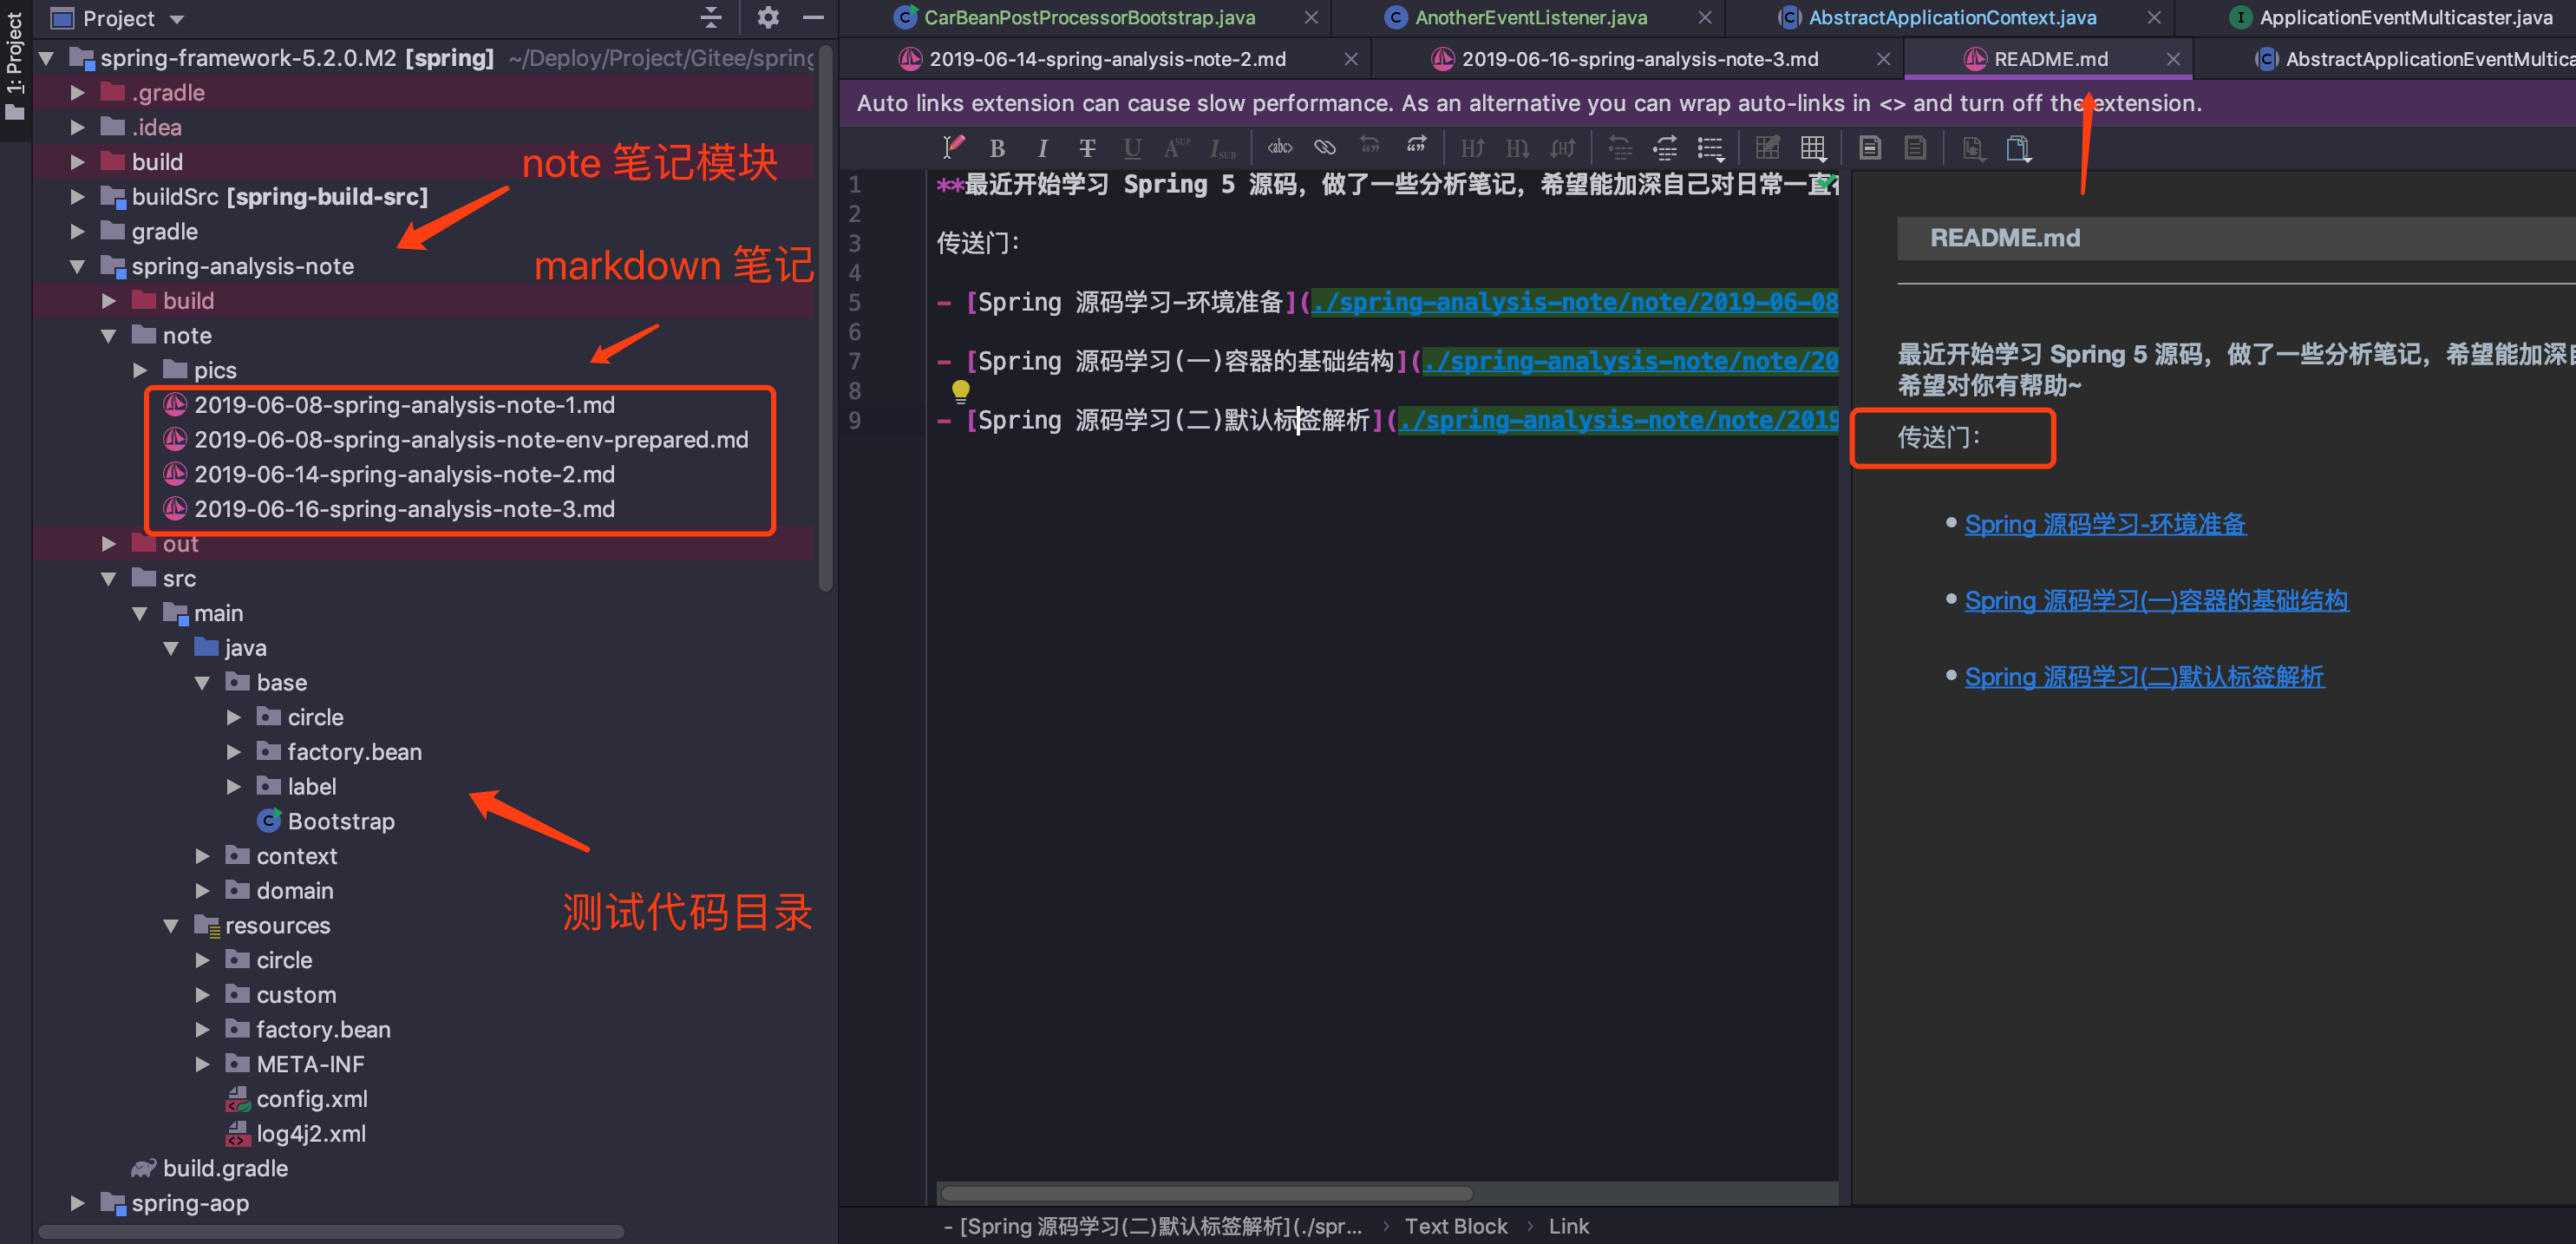 1: Project
Project
spring-framework-5.2.0.M2 [spring] ~/Deploy/Project/Gitee/spring
.gradle
.idea
build
buildSrc [spring-build-src]
gradle
spring-analysis-note
build
note
pics
2019-06-08-spring-analysis-note-1.md
2019-06-08-spring-analysis-note-env-prepared.md
2019-06-14-spring-analysis-note-2.md
2019-06-16-spring-analysis-note-3.md
out
src
main
java
base
circle
factory.bean
label
Bootstrap
context
domain
resources
circle
custom
factory.bean
META-INF
config.xml
log4j2.xml
build.gradle
spring-aop
note 笔记模块
markdown 笔记
测试代码目录
CarBeanPostProcessorBootstrap.java
AnotherEventListener.java
AbstractApplicationContext.java
ApplicationEventMulticaster.java
2019-06-14-spring-analysis-note-2.md
2019-06-16-spring-analysis-note-3.md
README.md
AbstractApplicationEventMultica
Auto links extension can cause slow performance. As an alternative you can wrap auto-links in <> and turn off the extension.
1 **最近开始学习 Spring 5 源码，做了一些分析笔记，希望能加深自己对日常一直
2
3 传送门：
4
5 - [Spring 源码学习-环境准备](./spring-analysis-note/note/2019-06-08
6
7 - [Spring 源码学习(一)容器的基础结构](./spring-analysis-note/note/20
8
9 - [Spring 源码学习(二)默认标签解析](./spring-analysis-note/note/2019
README.md
最近开始学习 Spring 5 源码，做了一些分析笔记，希望能加深
希望对你有帮助~
传送门：
• Spring 源码学习-环境准备
• Spring 源码学习(一)容器的基础结构
• Spring 源码学习(二)默认标签解析
- [Spring 源码学习(二)默认标签解析](./spr... › Text Block › Link